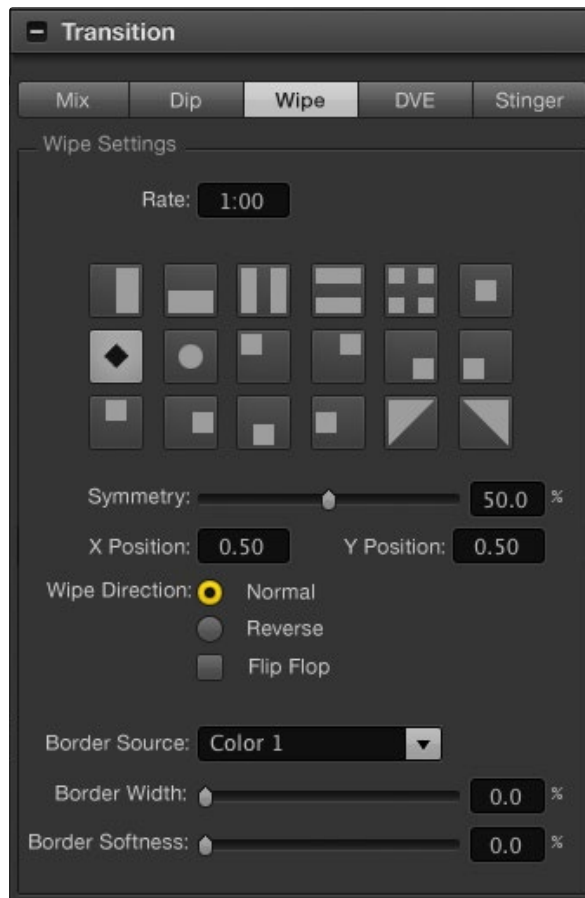 Transition
Mix Dip Wipe DVE Stinger
Wipe Settings
Rate: 1:00
Symmetry: 50.0 %
X Position: 0.50 Y Position: 0.50
Wipe Direction: Normal
Reverse
Flip Flop
Border Source: Color 1
Border Width: 0.0 %
Border Softness: 0.0 %